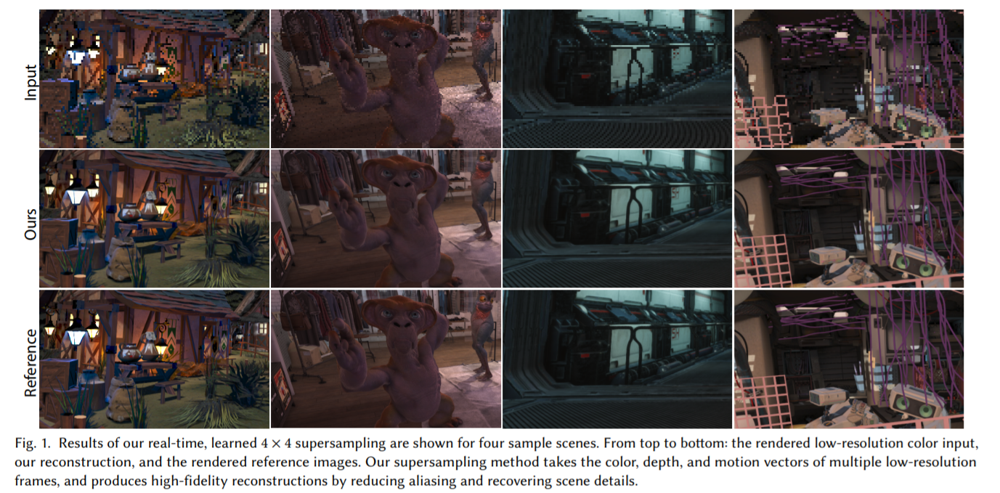 Input
Ours
Reference
Fig. 1. Results of our real-time, learned 4 × 4 supersampling are shown for four sample scenes. From top to bottom: the rendered low-resolution color input,
our reconstruction, and the rendered reference images. Our supersampling method takes the color, depth, and motion vectors of multiple low-resolution
frames, and produces high-fidelity reconstructions by reducing aliasing and recovering scene details.